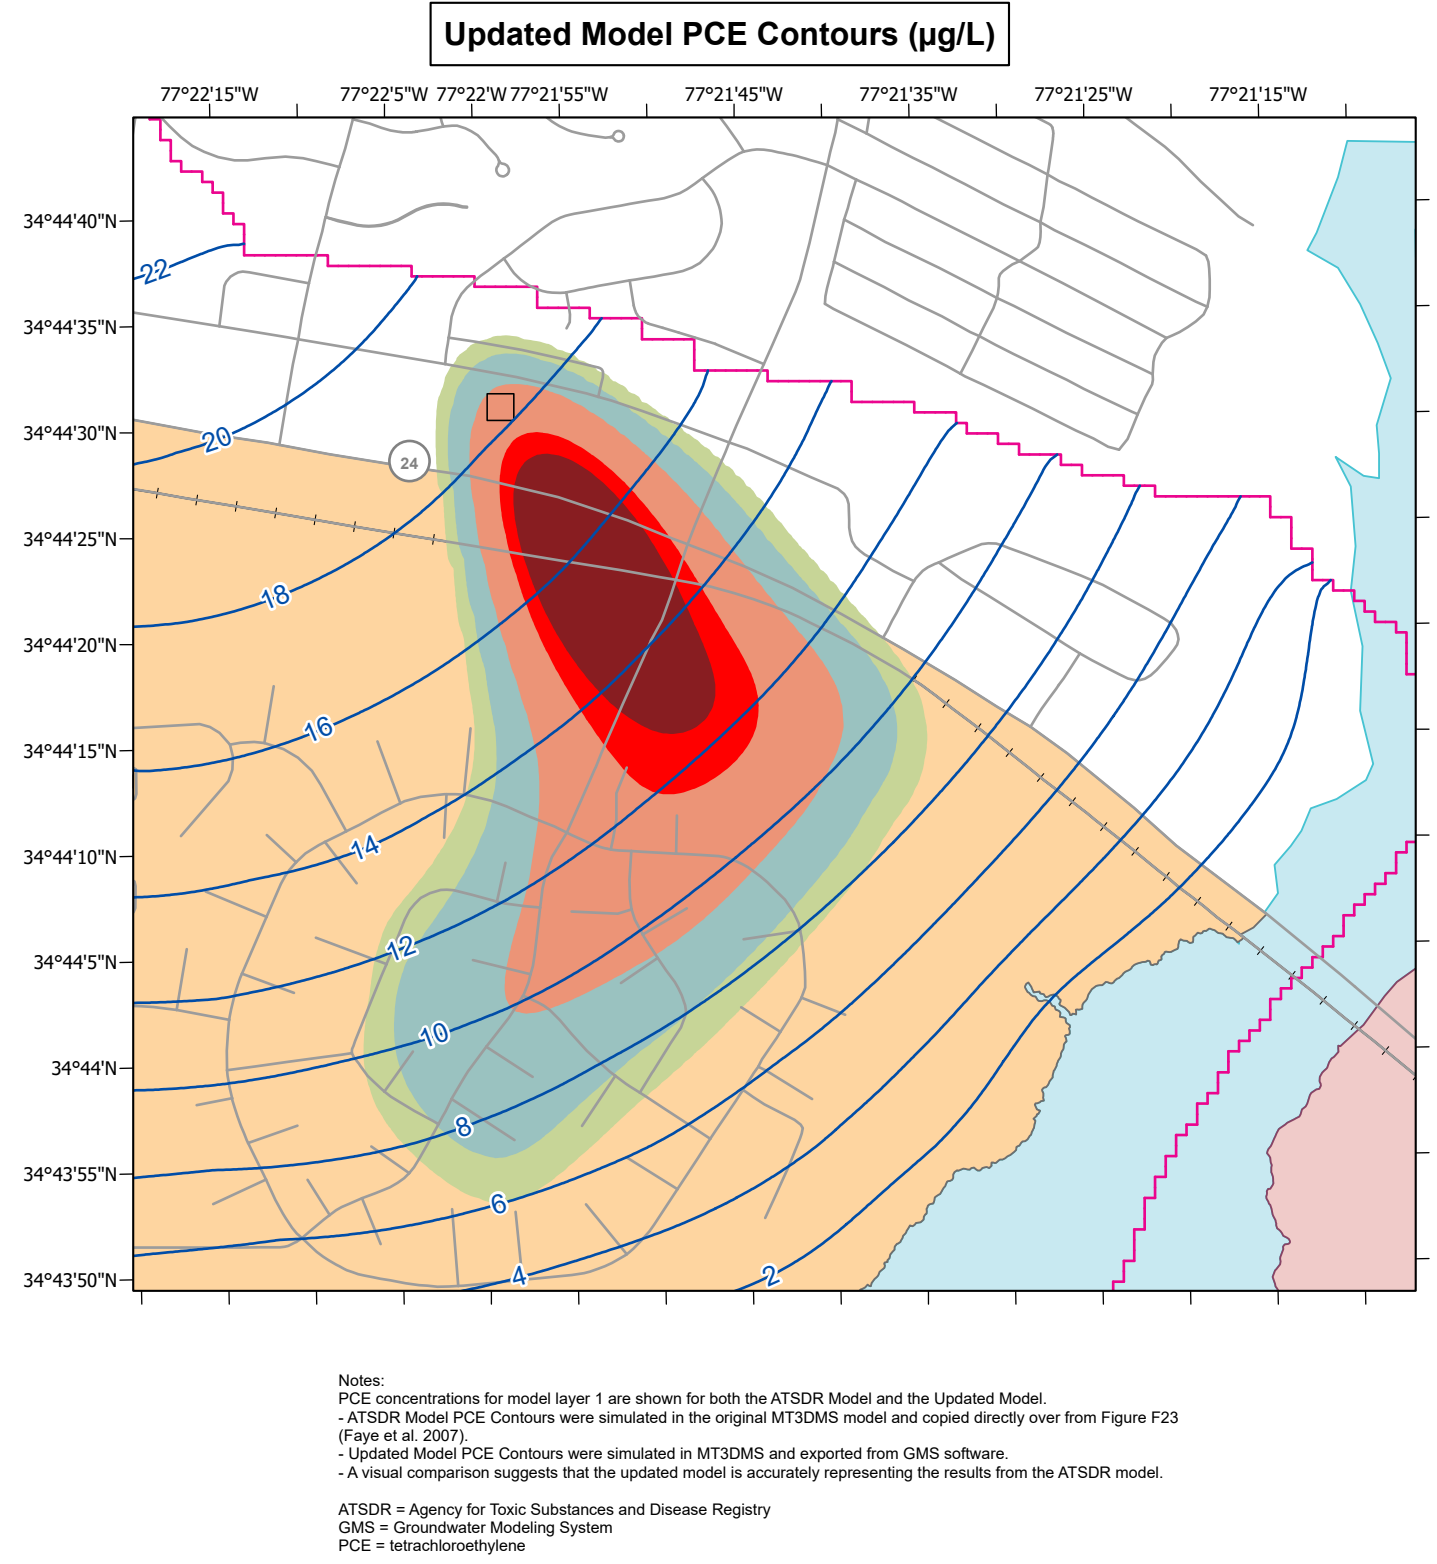 Updated Model PCE Contours (µg/L)
77°22'15"W 77°22'5"W 77°22'W 77°21'55"W 77°21'45"W 77°21'35"W 77°21'25"W 77°21'15"W
34°44'40"N
22
34°44'35"N
34°44'30"N
20
24
34°44'25"N
18
34°44'20"N
16
34°44'15"N
14
34°44'10"N
12
34°44'5"N
10
34°44'N
8
34°43'55"N
6
34°43'50"N
4
2
Notes:
PCE concentrations for model layer 1 are shown for both the ATSDR Model and the Updated Model.
- ATSDR Model PCE Contours were simulated in the original MT3DMS model and copied directly over from Figure F23
(Faye et al. 2007).
- Updated Model PCE Contours were simulated in MT3DMS and exported from GMS software.
- A visual comparison suggests that the updated model is accurately representing the results from the ATSDR model.
ATSDR = Agency for Toxic Substances and Disease Registry
GMS = Groundwater Modeling System
PCE = tetrachloroethylene